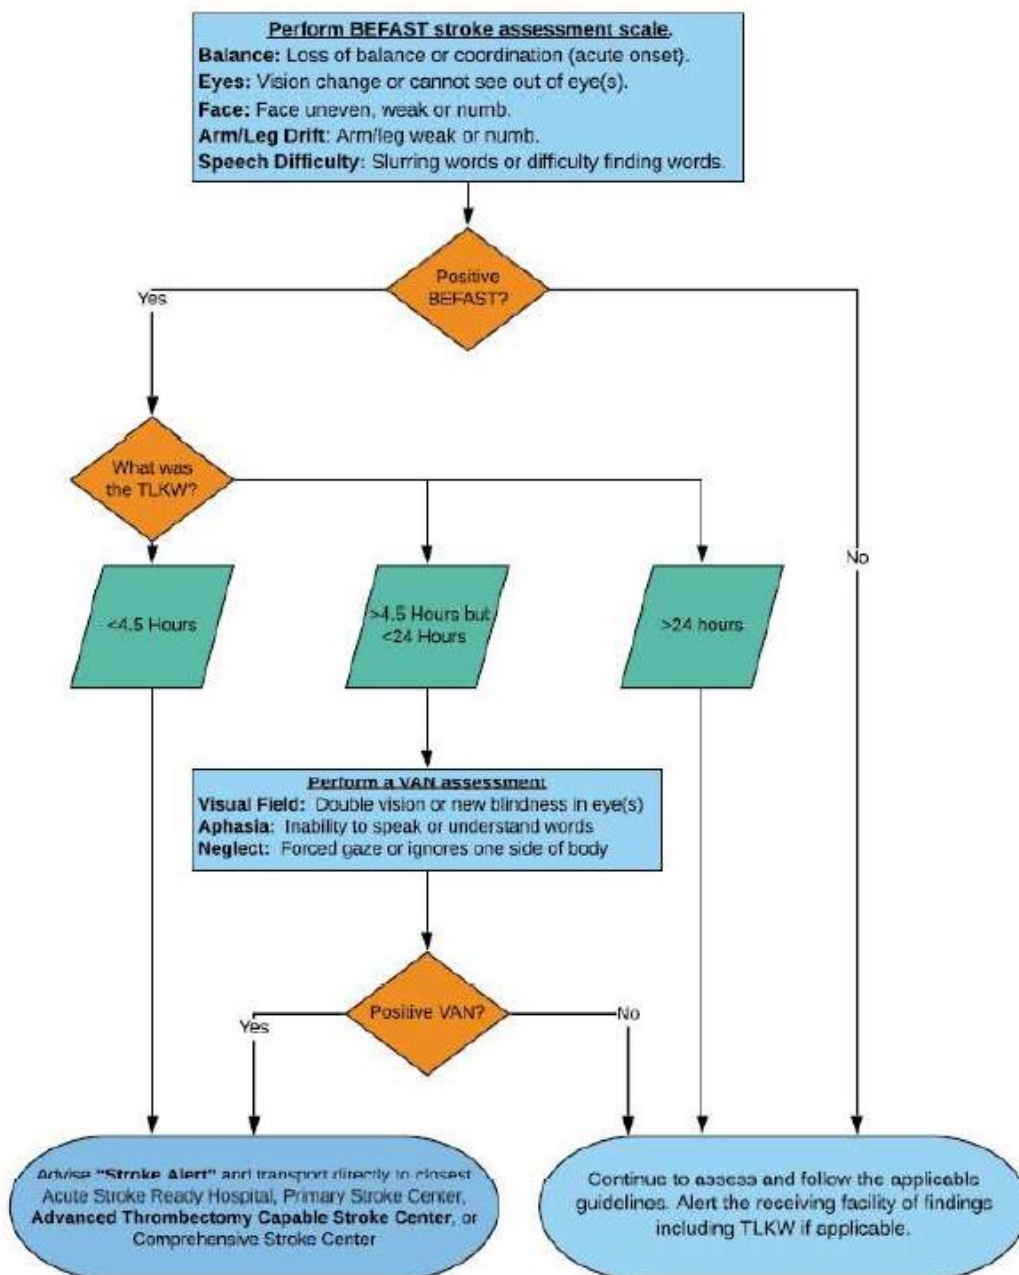 Perform BEFAST stroke assessment scale.
Balance: Loss of balance or coordination (acute onset).
Eyes: Vision change or cannot see out of eye(s).
Face: Face uneven, weak or numb.
Arm/Leg Drift: Arm/leg weak or numb.
Speech Difficulty: Slurring words or difficulty finding words.
Positive
BEFAST?
Yes
No
What was
the TLKW?
<4.5 Hours
>4.5 Hours but
<24 Hours
>24 hours
Perform a VAN assessment
Visual Field: Double vision or new blindness in eye(s)
Aphasia: Inability to speak or understand words
Neglect: Forced gaze or ignores one side of body
Positive VAN?
Yes
No
Advise "Stroke Alert" and transport directly to closest
Acute Stroke Ready Hospital, Primary Stroke Center,
Advanced Thrombectomy Capable Stroke Center, or
Comprehensive Stroke Center
Continue to assess and follow the applicable
guidelines. Alert the receiving facility of findings
including TLKW if applicable.